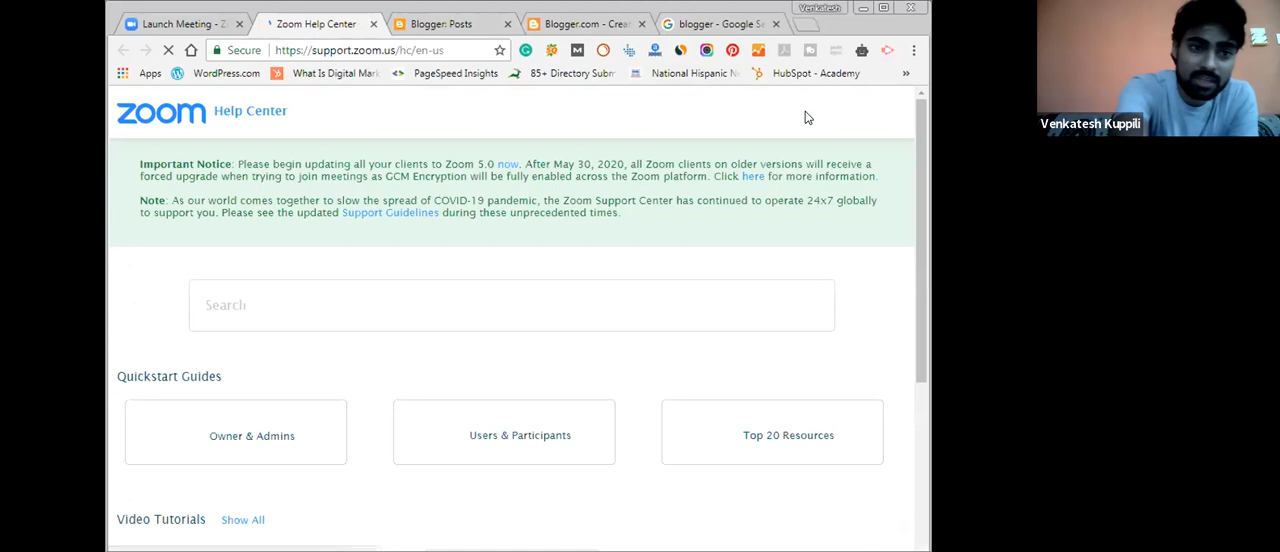 Venkatesh
Launch Meeting - Z
Zoom Help Center
Blogger: Posts
Blogger.com - Crea
blogger - Google Se
Secure
https://support.zoom.us/hc/en-us
Apps
WordPress.com
What Is Digital Mark
PageSpeed Insights
85+ Directory Subm
National Hispanic N
HubSpot - Academy
»
zoom Help Center
Important Notice: Please begin updating all your clients to Zoom 5.0 now. After May 30, 2020, all Zoom clients on older versions will receive a
forced upgrade when trying to join meetings as GCM Encryption will be fully enabled across the Zoom platform. Click here for more information.
Note: As our world comes together to slow the spread of COVID-19 pandemic, the Zoom Support Center has continued to operate 24x7 globally
to support you. Please see the updated Support Guidelines during these unprecedented times.
Search
Quickstart Guides
Owner & Admins
Users & Participants
Top 20 Resources
Video Tutorials Show All
Venkatesh Kuppili